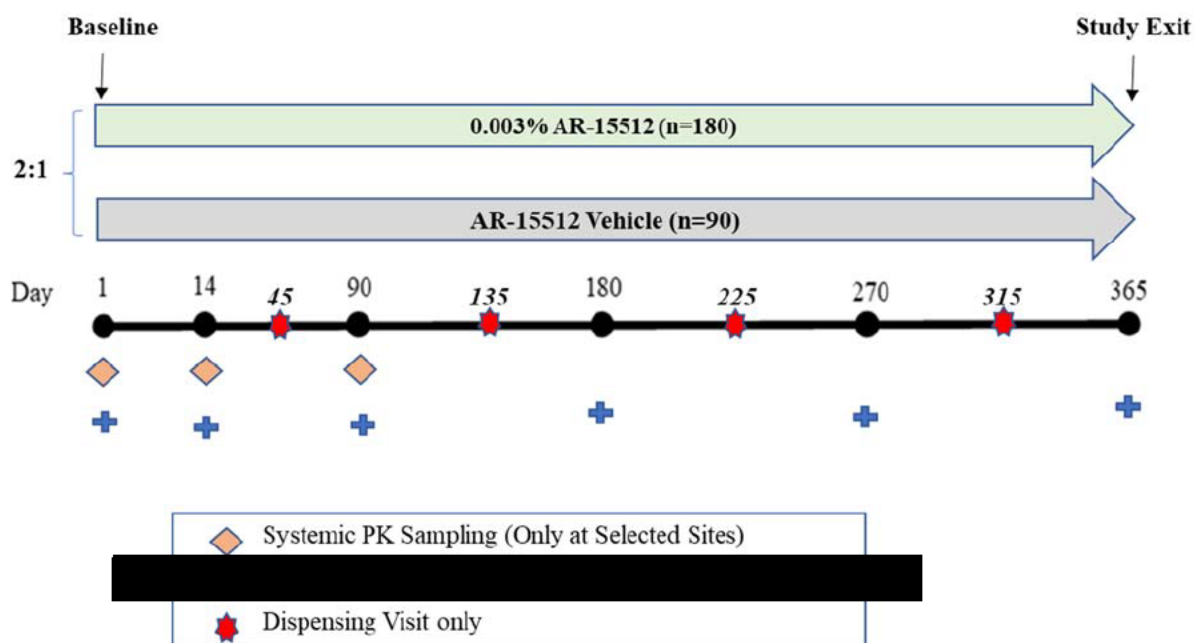 Baseline
Study Exit
0.003% AR-15512 (n=180)
2:1
AR-15512 Vehicle (n=90)
Day 1 14 45 90 135 180 225 270 315 365
Systemic PK Sampling (Only at Selected Sites)
Dispensing Visit only